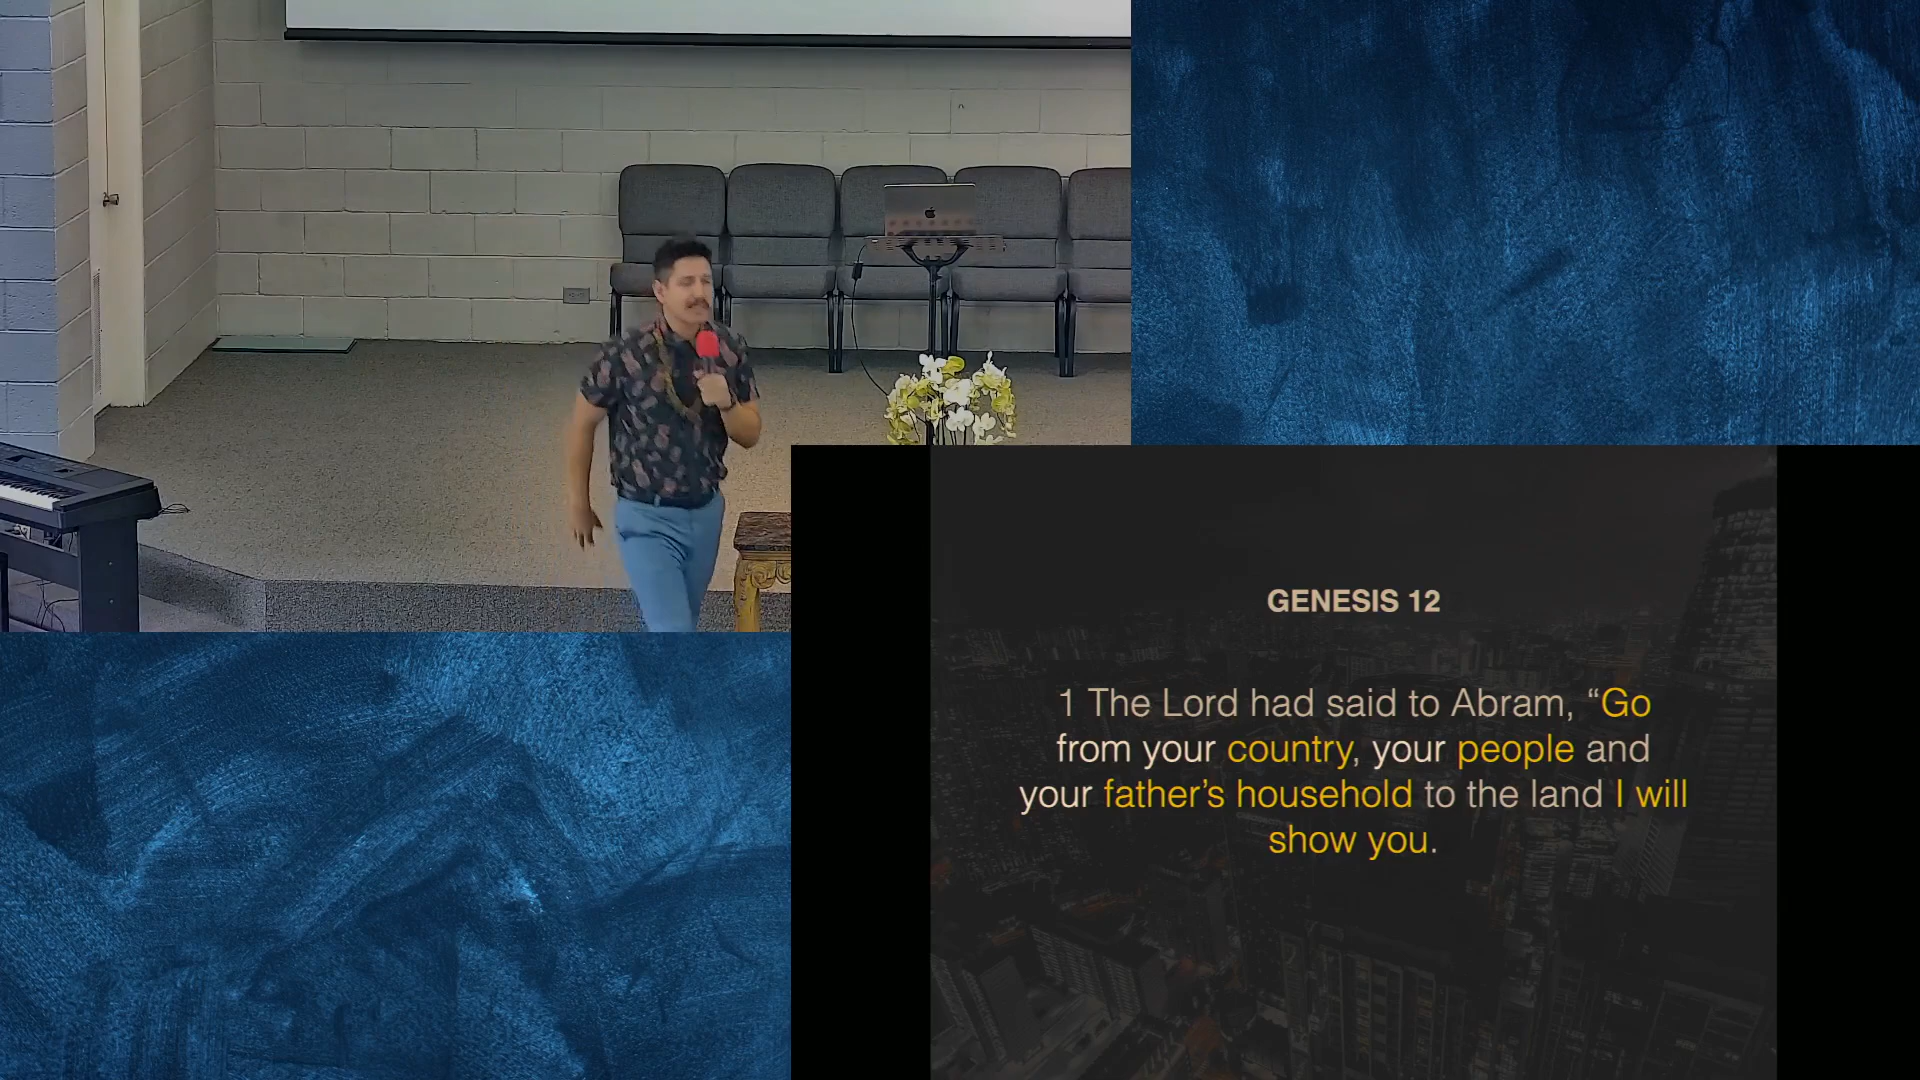 GENESIS 12
1 The Lord had said to Abram, “Go
from your country, your people and
your father’s household to the land I will
show you.